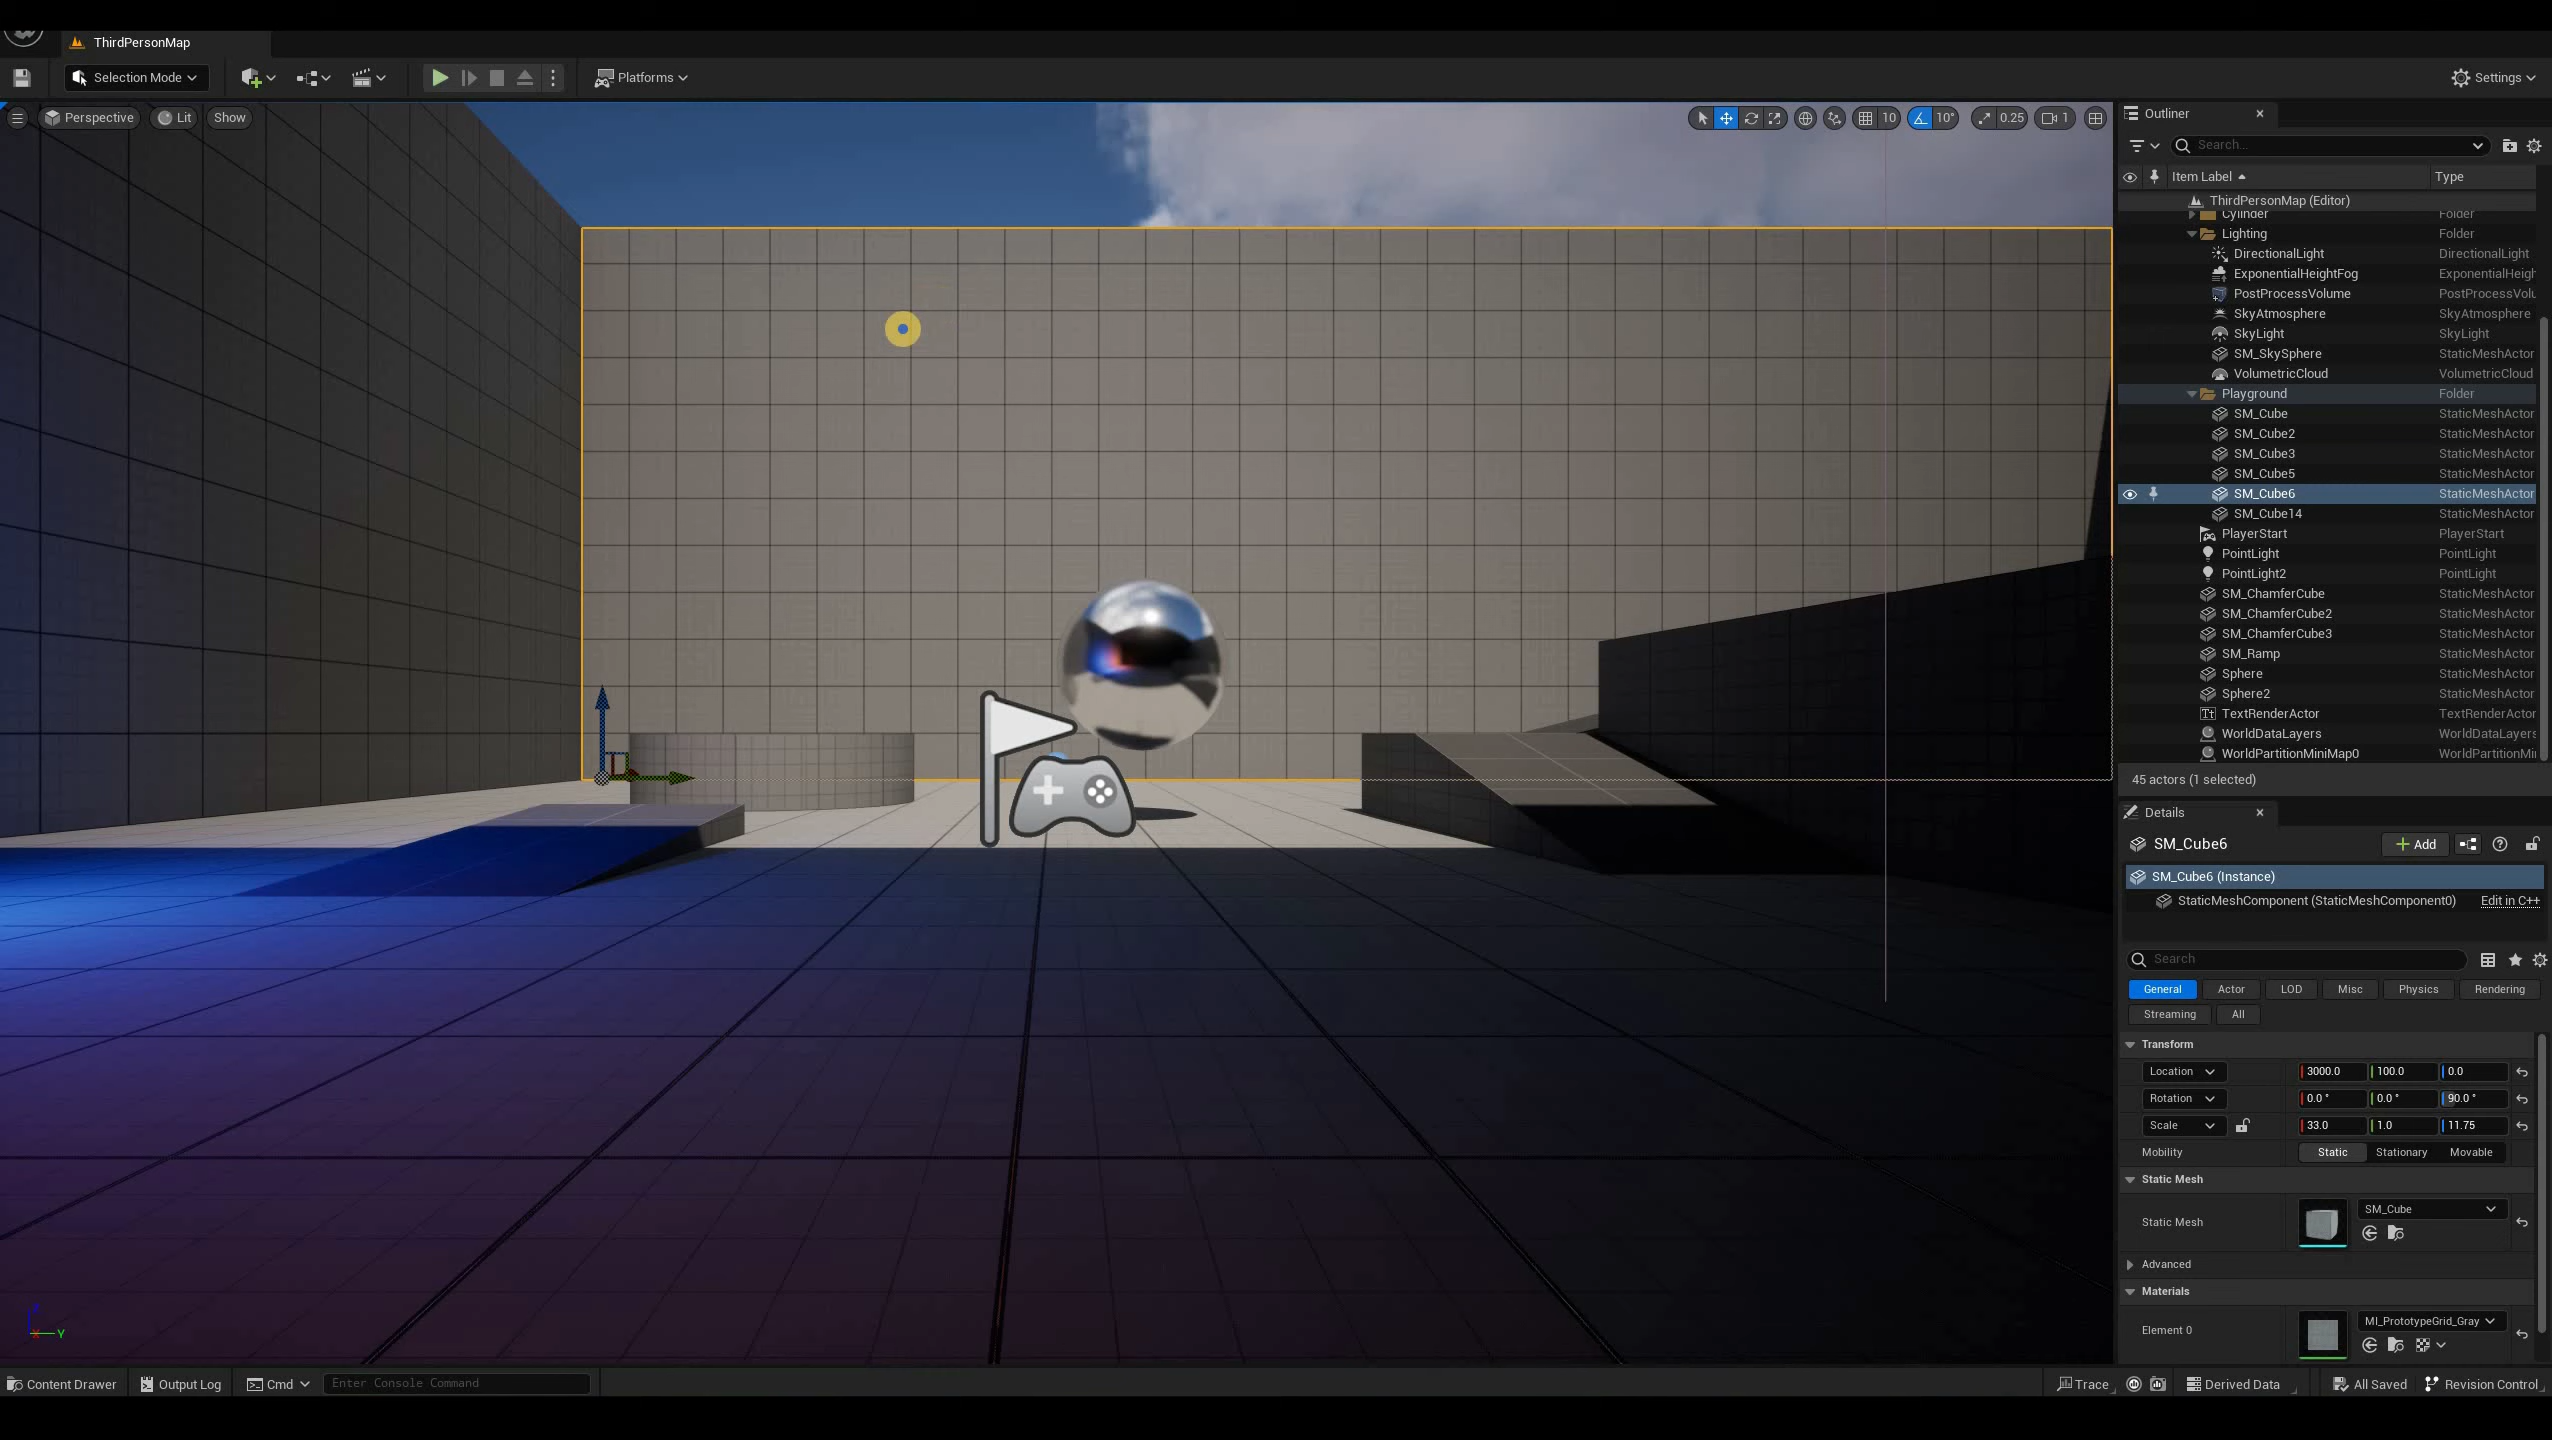 ThirdPersonMap
Selection Mode
Platforms
Settings
Perspective
Lit
Show
10
10°
0.25
1
Outliner
Search...
Item Label
Type
ThirdPersonMap (Editor)
Cylinder Folder
Lighting Folder
DirectionalLight DirectionalLight
ExponentialHeightFog ExponentialHeigh
PostProcessVolume PostProcessVolu
SkyAtmosphere SkyAtmosphere
SkyLight SkyLight
SM_SkySphere StaticMeshActor
VolumetricCloud VolumetricCloud
Playground Folder
SM_Cube StaticMeshActor
SM_Cube2 StaticMeshActor
SM_Cube3 StaticMeshActor
SM_Cube5 StaticMeshActor
SM_Cube6 StaticMeshActor
SM_Cube14 StaticMeshActor
PlayerStart PlayerStart
PointLight PointLight
PointLight2 PointLight
SM_ChamferCube StaticMeshActor
SM_ChamferCube2 StaticMeshActor
SM_ChamferCube3 StaticMeshActor
SM_Ramp StaticMeshActor
Sphere StaticMeshActor
Sphere2 StaticMeshActor
TextRenderActor TextRenderActor
WorldDataLayers WorldDataLayers
WorldPartitionMiniMap0 WorldPartitionMi
45 actors (1 selected)
Details
SM_Cube6
Add
SM_Cube6 (Instance)
StaticMeshComponent (StaticMeshComponent0) Edit in C++
Search
General Actor LOD Misc Physics Rendering
Streaming All
Transform
Location 3000.0 100.0 0.0
Rotation 0.0° 0.0° 90.0°
Scale 33.0 1.0 11.75
Mobility Static Stationary Movable
Static Mesh
Static Mesh SM_Cube
Advanced
Materials
Element 0 MI_PrototypeGrid_Gray
Z
X
Y
Content Drawer
Output Log
Cmd
Enter Console Command
Trace
Derived Data
All Saved
Revision Control